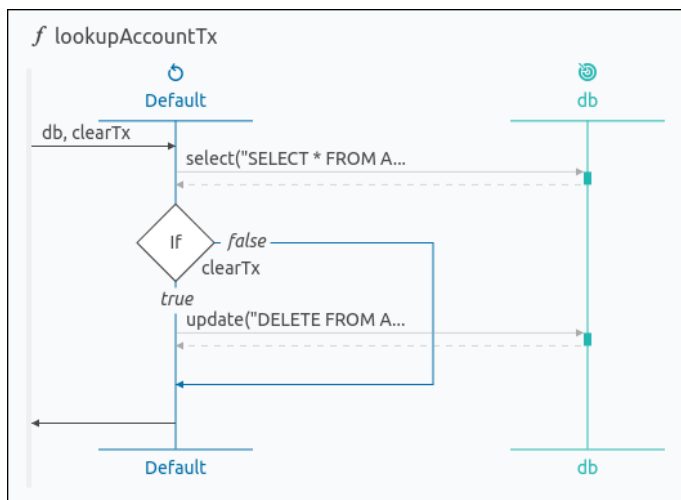 f lookupAccountTx
Default
db
db, clearTx
select("SELECT * FROM A...
If
false
clearTx
true
update("DELETE FROM A...
Default
db